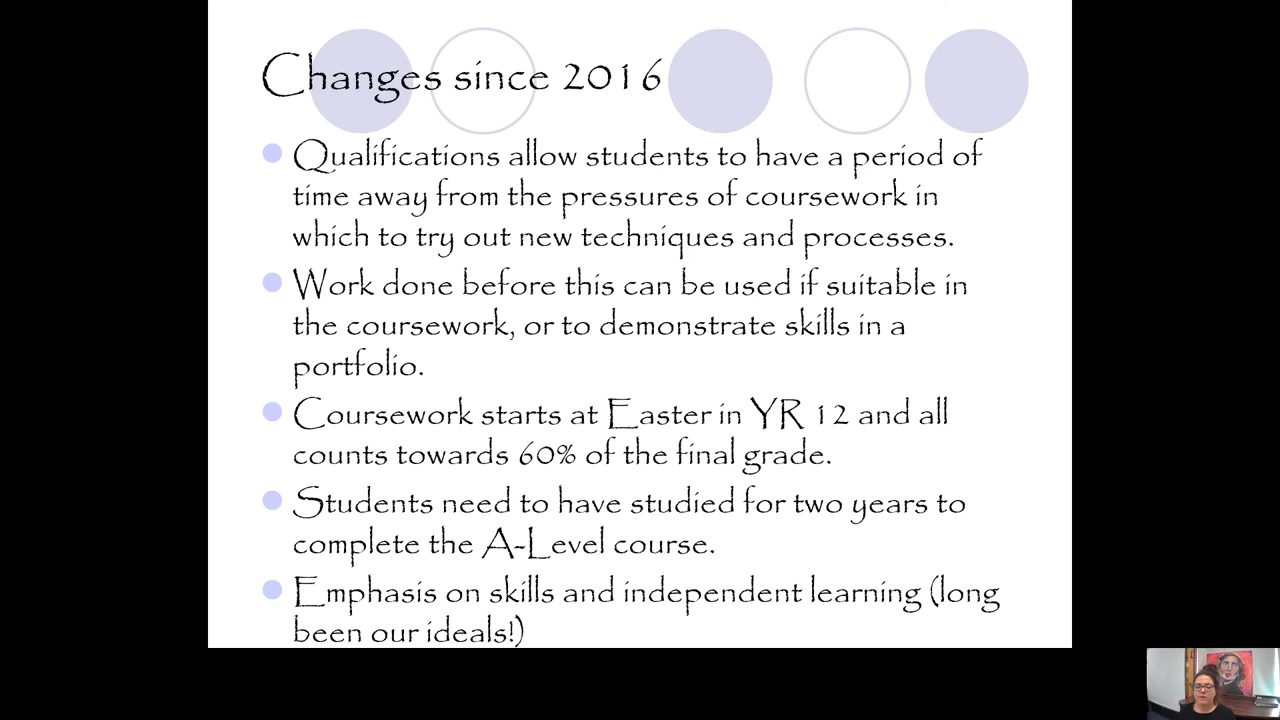 Changes since 2016
Qualifications allow students to have a period of
time away from the pressures of coursework in
which to try out new techniques and processes.
Work done before this can be used if suitable in
the coursework, or to demonstrate skills in a
portfolio.
Coursework starts at Easter in YR 12 and all
counts towards 60% of the final grade.
Students need to have studied for two years to
complete the A-Level course.
Emphasis on skills and independent learning (long
been our ideals!)